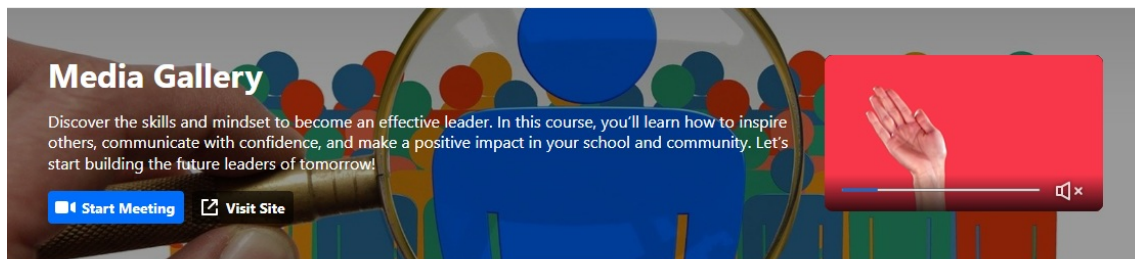 Media Gallery
Discover the skills and mindset to become an effective leader. In this course, you'll learn how to inspire
others, communicate with confidence, and make a positive impact in your school and community. Let's
start building the future leaders of tomorrow!
Start Meeting
Visit Site